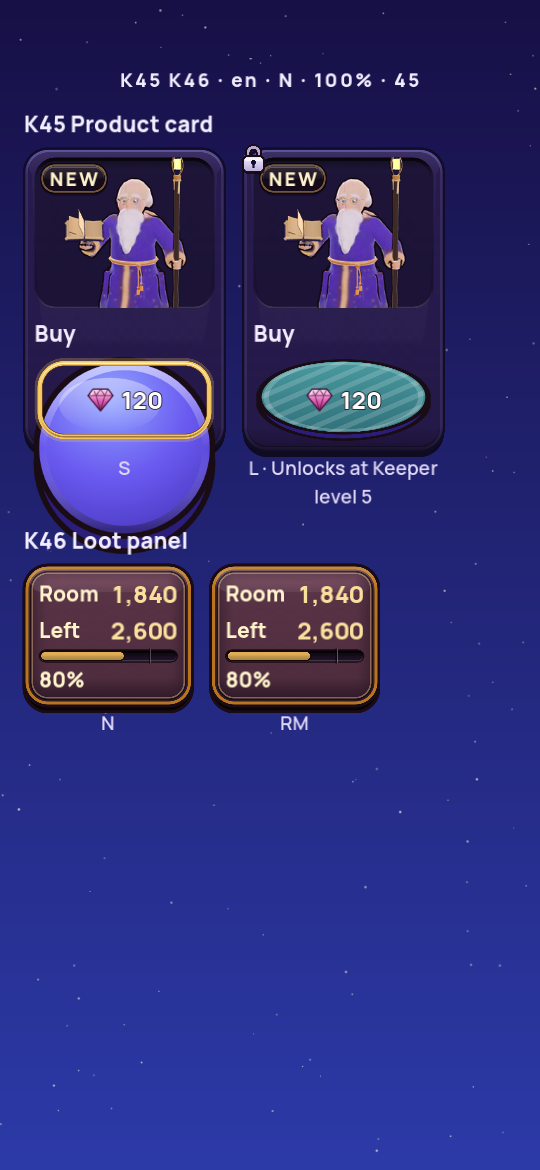 K45 K46 · en · N · 100% · 45
K45 Product card
NEW
NEW
Buy
Buy
120
120
S
L · Unlocks at Keeper
level 5
K46 Loot panel
Room 1,840
Left 2,600
80%
Room 1,840
Left 2,600
80%
N
RM